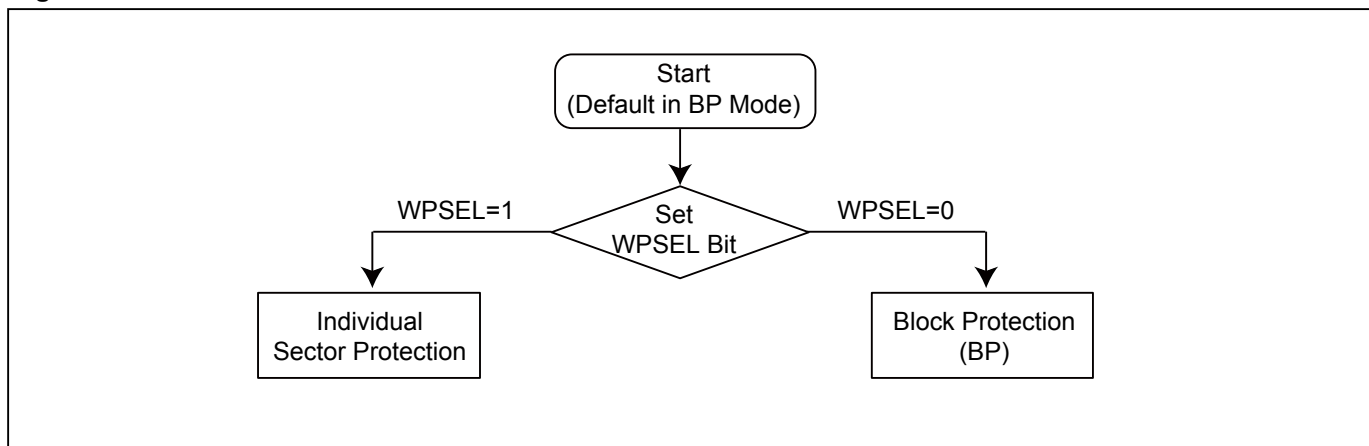 Start
(Default in BP Mode)
WPSEL=1
Set
WPSEL Bit
WPSEL=0
Individual
Sector Protection
Block Protection
(BP)